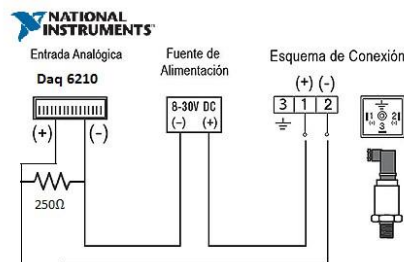 NATIONAL
INSTRUMENTS
Entrada Analógica
Daq 6210
(+) (-)
250Ω
Fuente de
Alimentación
8-30V DC
(-) (+)
Esquema de Conexión
(+) (-)
3 1 2
1 2
3